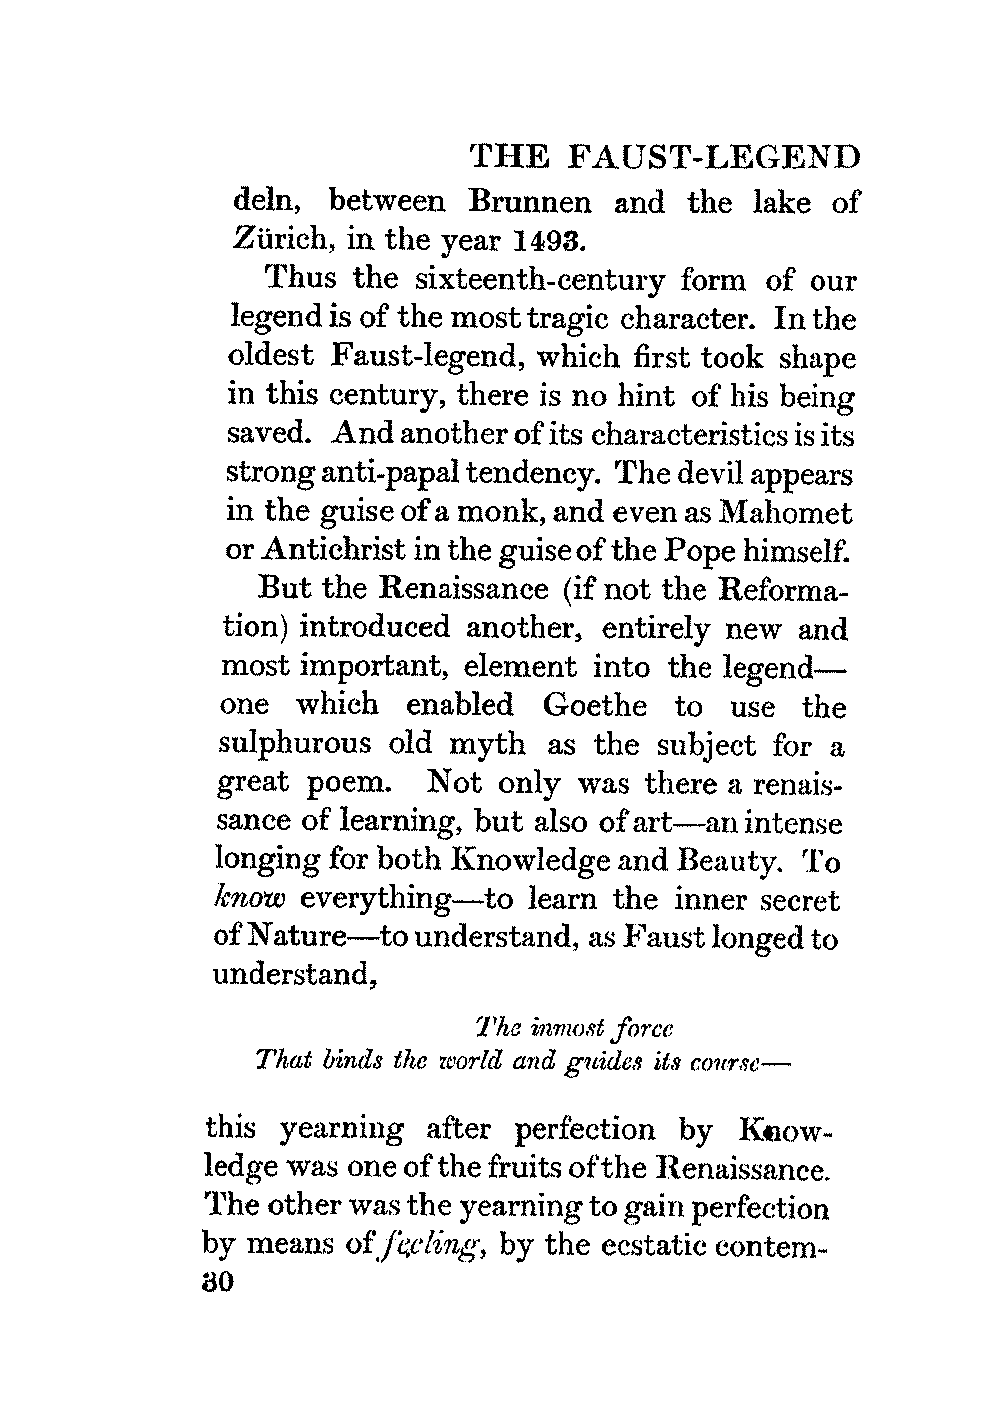 THE FAUST-LEGEND
deln, between Brunnen and the lake of
Zürich, in the year 1493.
Thus the sixteenth-century form of our
legend is of the most tragic character. In the
oldest Faust-legend, which first took shape
in this century, there is no hint of his being
saved. And another of its characteristics is its
strong anti-papal tendency. The devil appears
in the guise of a monk, and even as Mahomet
or Antichrist in the guise of the Pope himself.
But the Renaissance (if not the Reforma-
tion) introduced another, entirely new and
most important, element into the legend—
one which enabled Goethe to use the
sulphurous old myth as the subject for a
great poem. Not only was there a renais-
sance of learning, but also of art—an intense
longing for both Knowledge and Beauty. To
know everything—to learn the inner secret
of Nature—to understand, as Faust longed to
understand,
The inmost force
That binds the world and guides its course—
this yearning after perfection by Know-
ledge was one of the fruits of the Renaissance.
The other was the yearning to gain perfection
by means of feeling, by the ecstatic contem-
30